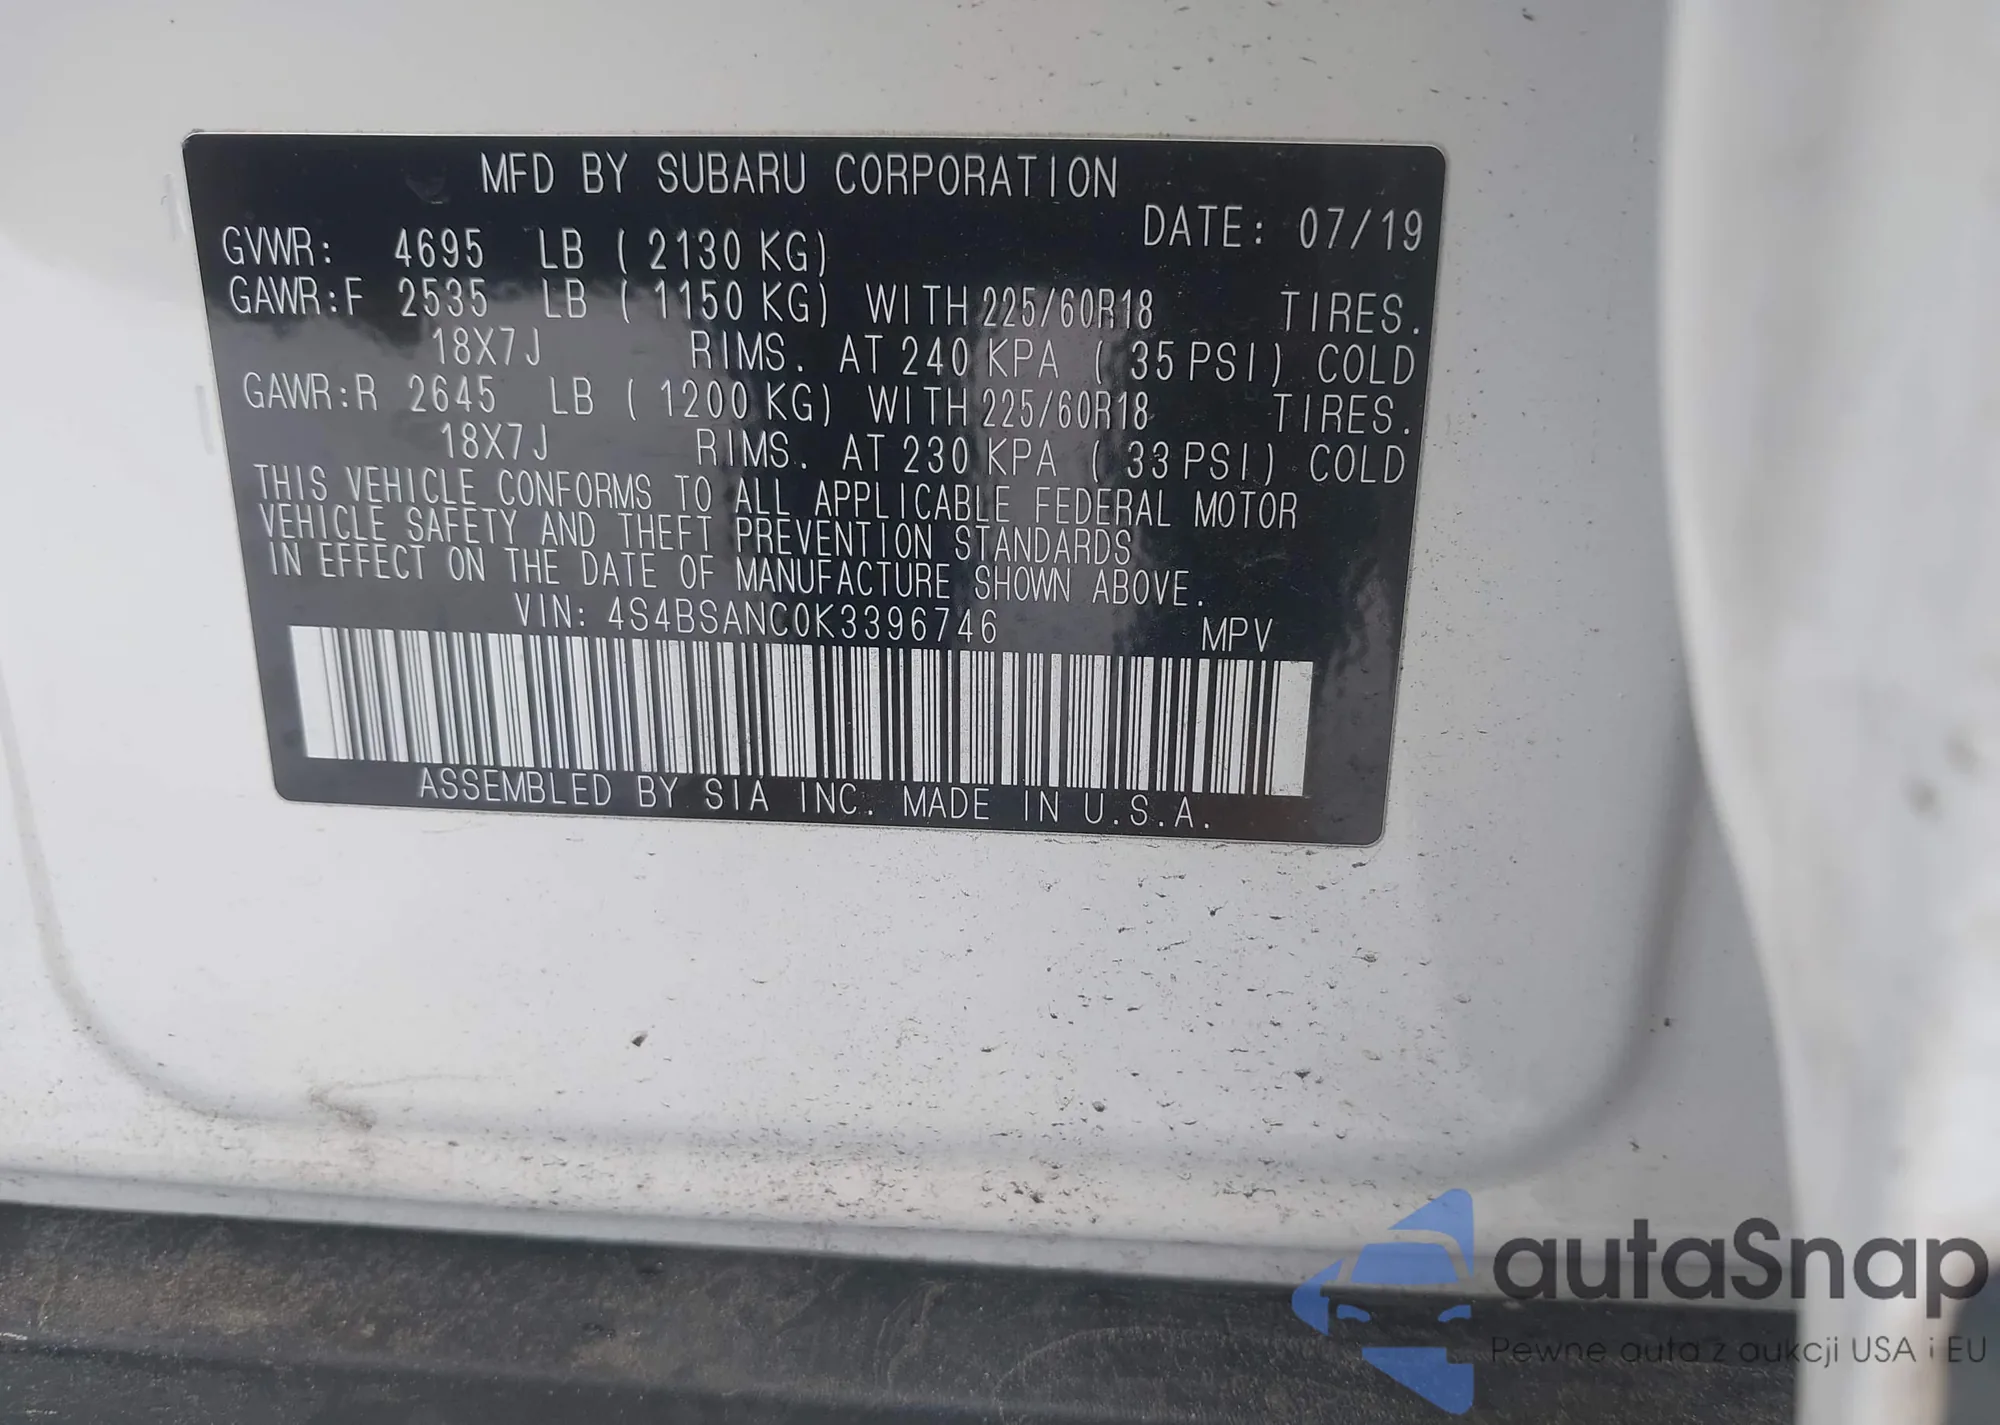 MFD BY SUBARU CORPORATION
DATE: 07/19
GVWR: 4695 LB ( 2130 KG)
GAWR:F 2535 LB ( 1150 KG) WITH 225/60R18 TIRES.
18X7J RIMS. AT 240 KPA ( 35 PSI) COLD
GAWR:R 2645 LB ( 1200 KG) WITH 225/60R18 TIRES.
18X7J RIMS. AT 230 KPA ( 33 PSI) COLD
THIS VEHICLE CONFORMS TO ALL APPLICABLE FEDERAL MOTOR
VEHICLE SAFETY AND THEFT PREVENTION STANDARDS
IN EFFECT ON THE DATE OF MANUFACTURE SHOWN ABOVE.
VIN: 4S4BSANC0K3396746 MPV
ASSEMBLED BY SIA INC. MADE IN U.S.A.
autaSnap
Pewne auta z aukcji USA i EU